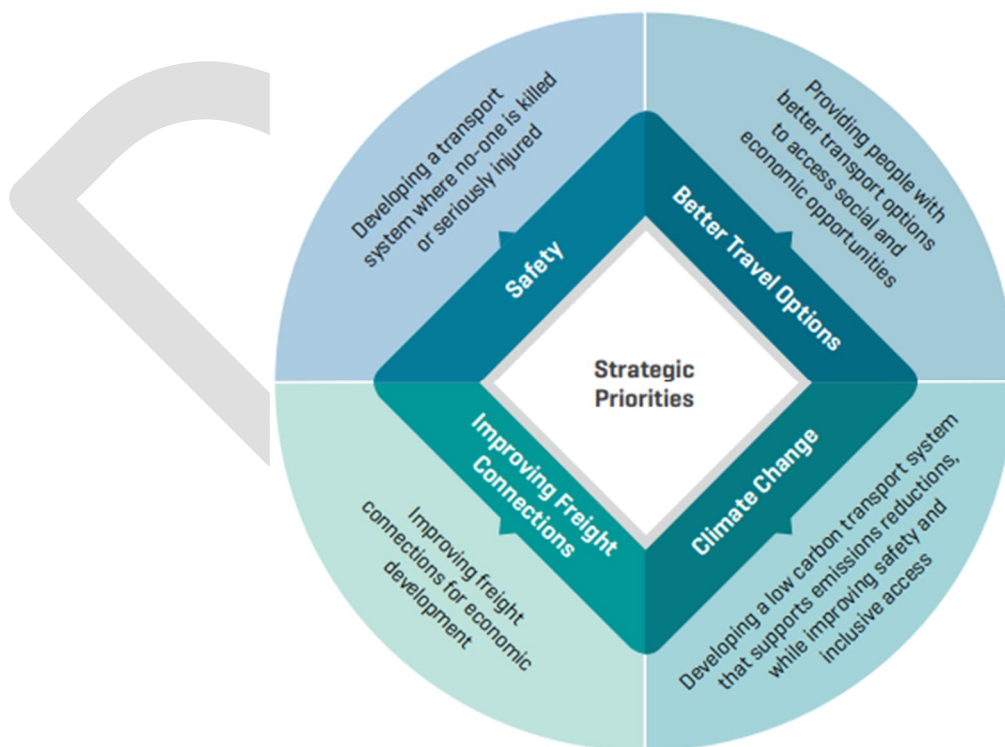 Developing a transport
system where no-one is killed
or seriously injured
Safety
Providing people with
better transport options
to access social and
economic opportunities
Better Travel Options
Strategic
Priorities
Improving Freight
Connections
Improving freight
connections for economic
development
Climate Change
Developing a low carbon transport system
that supports emissions reductions,
while improving safety and
inclusive access